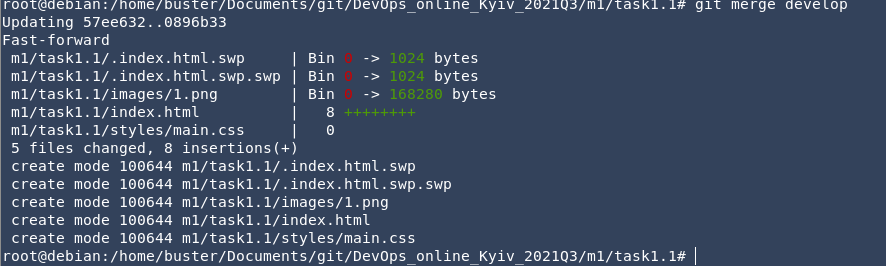 root@debian:/home/buster/Documents/git/DevOps_online_Kyiv_2021Q3/m1/task1.1# git merge develop
Updating 57ee632..0896b33
Fast-forward
 m1/task1.1/.index.html.swp     | Bin 0 -> 1024 bytes
 m1/task1.1/.index.html.swp.swp | Bin 0 -> 1024 bytes
 m1/task1.1/images/1.png        | Bin 0 -> 168280 bytes
 m1/task1.1/index.html          |   8 ++++++++
 m1/task1.1/styles/main.css     |   0
 5 files changed, 8 insertions(+)
 create mode 100644 m1/task1.1/.index.html.swp
 create mode 100644 m1/task1.1/.index.html.swp.swp
 create mode 100644 m1/task1.1/images/1.png
 create mode 100644 m1/task1.1/index.html
 create mode 100644 m1/task1.1/styles/main.css
root@debian:/home/buster/Documents/git/DevOps_online_Kyiv_2021Q3/m1/task1.1#